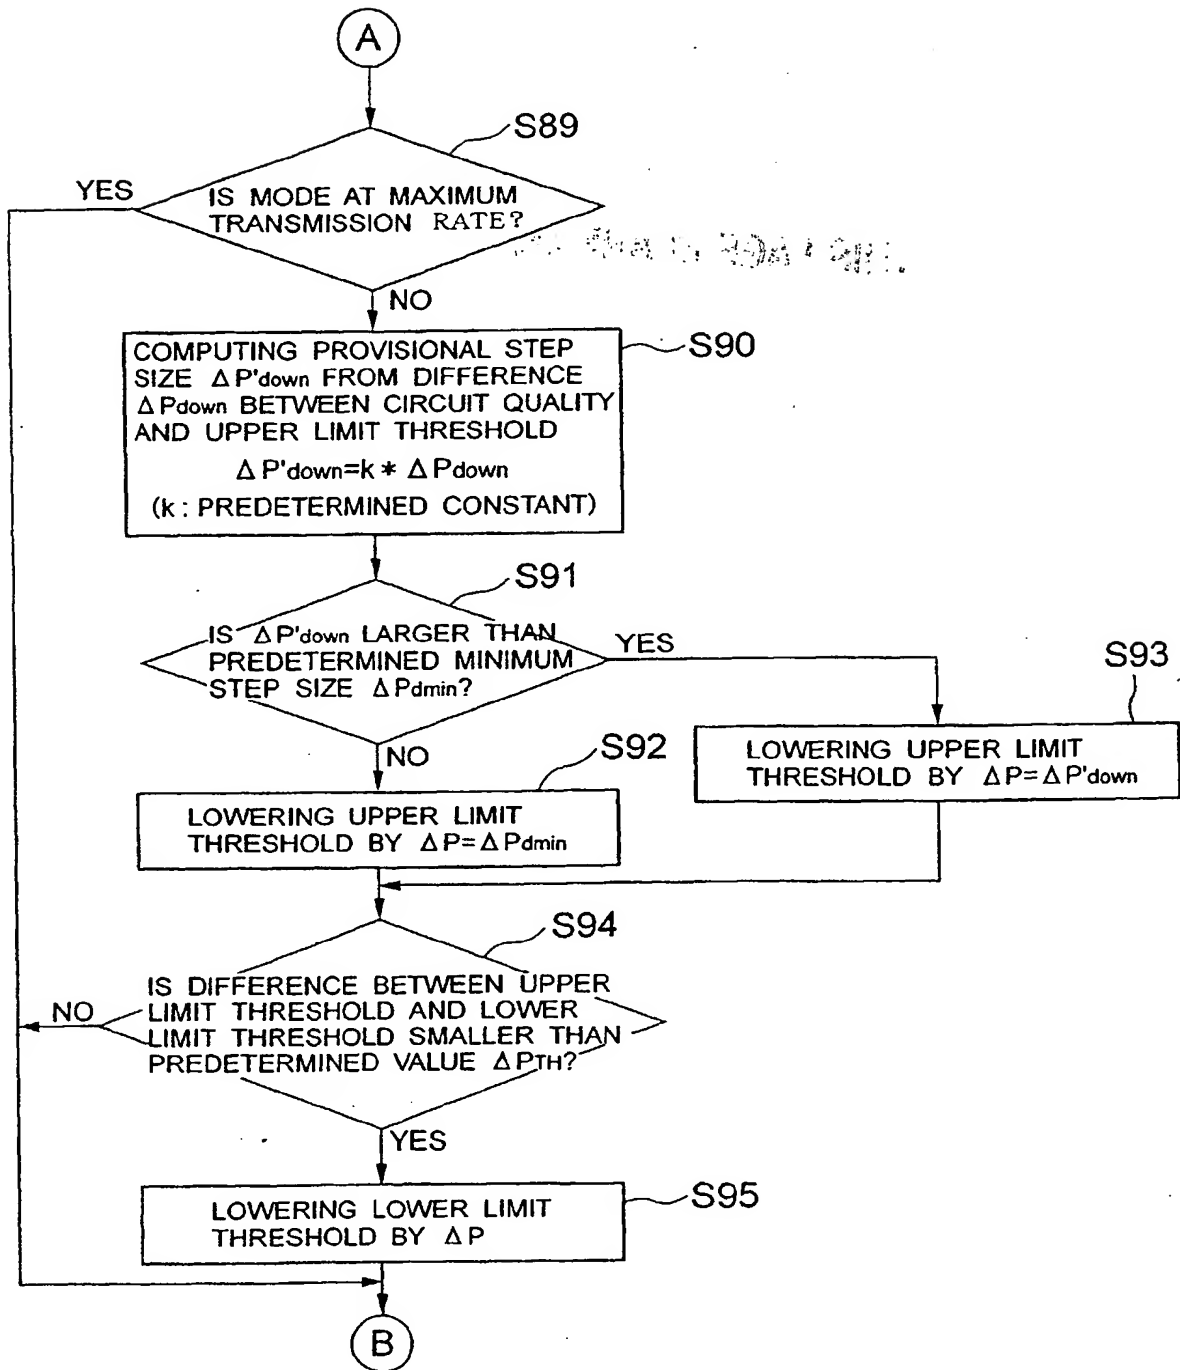 A
S89
YES
IS MODE AT MAXIMUM
TRANSMISSION RATE?
NO
COMPUTING PROVISIONAL STEP
SIZE ΔP'down FROM DIFFERENCE
ΔPdown BETWEEN CIRCUIT QUALITY
AND UPPER LIMIT THRESHOLD
ΔP'down=k* ΔPdown
(k: PREDETERMINED CONSTANT)
S90
S91
IS ΔP'down LARGER THAN
PREDETERMINED MINIMUM
STEP SIZE ΔPdmin?
YES
S93
NO
S92
LOWERING UPPER LIMIT
THRESHOLD BY ΔP=ΔP'down
LOWERING UPPER LIMIT
THRESHOLD BY ΔP=ΔPdmin
S94
IS DIFFERENCE BETWEEN UPPER
LIMIT THRESHOLD AND LOWER
LIMIT THRESHOLD SMALLER THAN
PREDETERMINED VALUE ΔPTH?
NO
YES
S95
LOWERING LOWER LIMIT
THRESHOLD BY ΔP
B